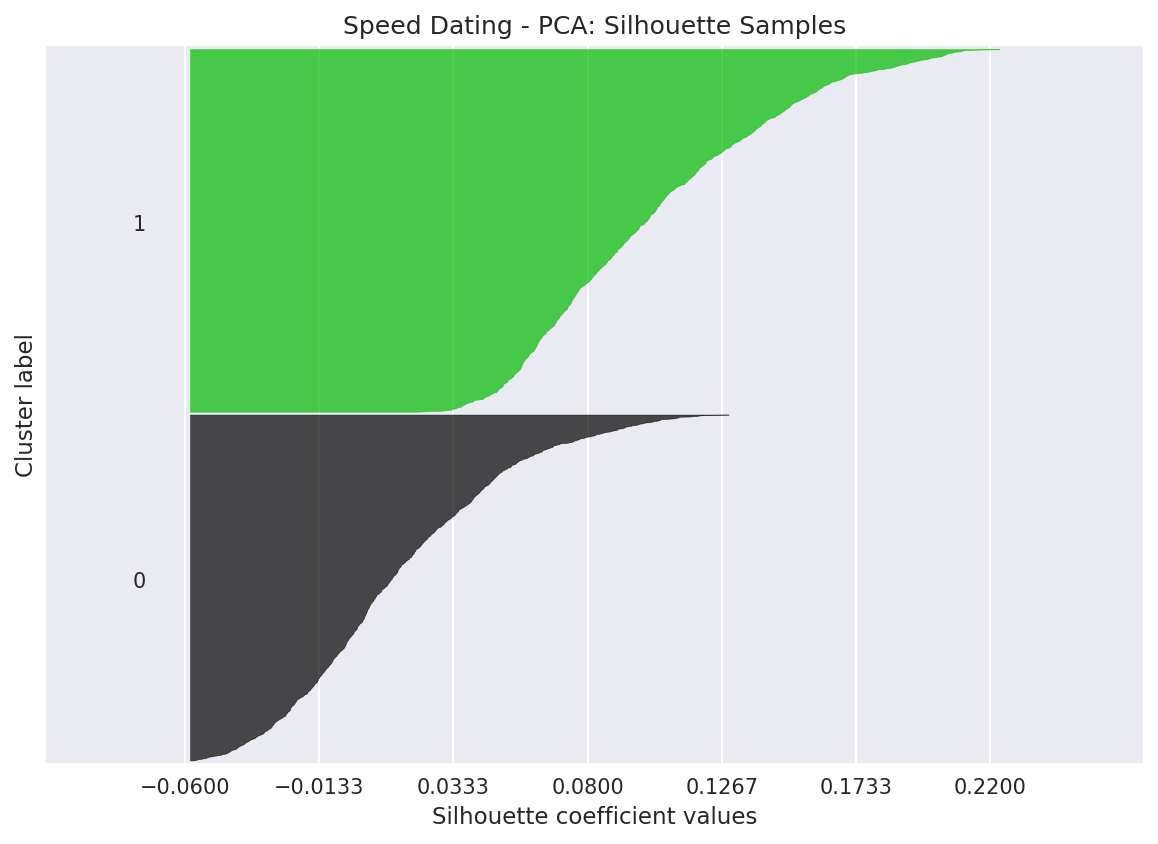 Speed Dating - PCA: Silhouette Samples
1
Cluster label
0
−0.0600 −0.0133 0.0333 0.0800 0.1267 0.1733 0.2200
Silhouette coefficient values